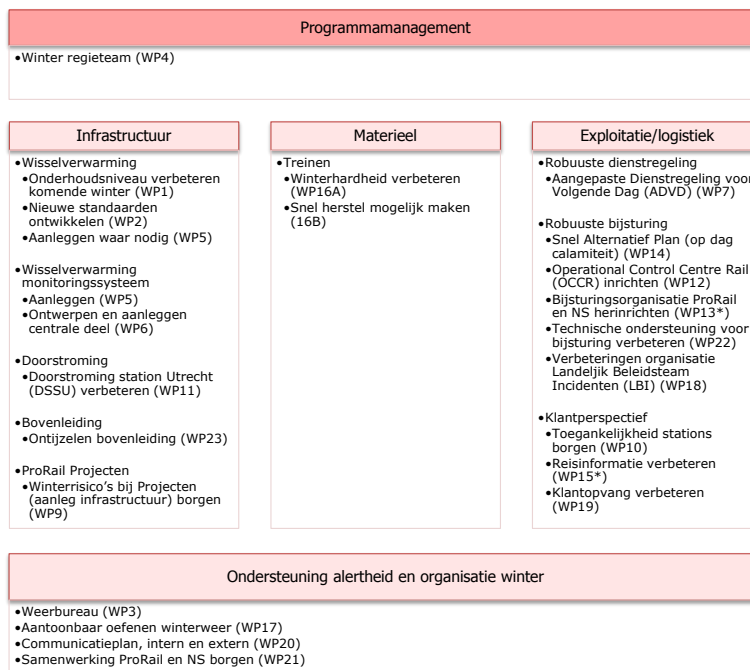 Programmamanagement
•Winter regieteam (WP4)
Infrastructuur
•Wisselverwarming
•Onderhoudsniveau verbeteren
komende winter (WP1)
•Nieuwe standaarden
ontwikkelen (WP2)
•Aanleggen waar nodig (WP5)
•Wisselverwarming
monitoringssysteem
•Aanleggen (WP5)
•Ontwerpen en aanleggen
centrale deel (WP6)
•Doorstroming
•Doorstroming station Utrecht
(DSSU) verbeteren (WP11)
•Bovenleiding
•Ontijzelen bovenleiding (WP23)
•ProRail Projecten
•Winterrisico's bij Projecten
(aanleg infrastructuur) borgen
(WP9)
Materieel
•Treinen
•Winterhardheid verbeteren
(WP16A)
•Snel herstel mogelijk maken
(16B)
Exploitatie/logistiek
•Robuuste dienstregeling
•Aangepaste Dienstregeling voor
Volgende Dag (ADVD) (WP7)
•Robuuste bijsturing
•Snel Alternatief Plan (op dag
calamiteit) (WP14)
•Operational Control Centre Rail
(OCCR) inrichten (WP12)
•Bijsturingsorganisatie ProRail
en NS herinrichten (WP13*)
•Technische ondersteuning voor
bijsturing verbeteren (WP22)
•Verbeteringen organisatie
Landeljik Beleidsteam
Incidenten (LBI) (WP18)
•Klantperspectief
•Toegankelijkheid stations
borgen (WP10)
•Reisinformatie verbeteren
(WP15*)
•Klantopvang verbeteren
(WP19)
Ondersteuning alertheid en organisatie winter
•Weerbureau (WP3)
•Aantoonbaar oefenen winterweer (WP17)
•Communicatieplan, intern en extern (WP20)
•Samenwerking ProRail en NS borgen (WP21)